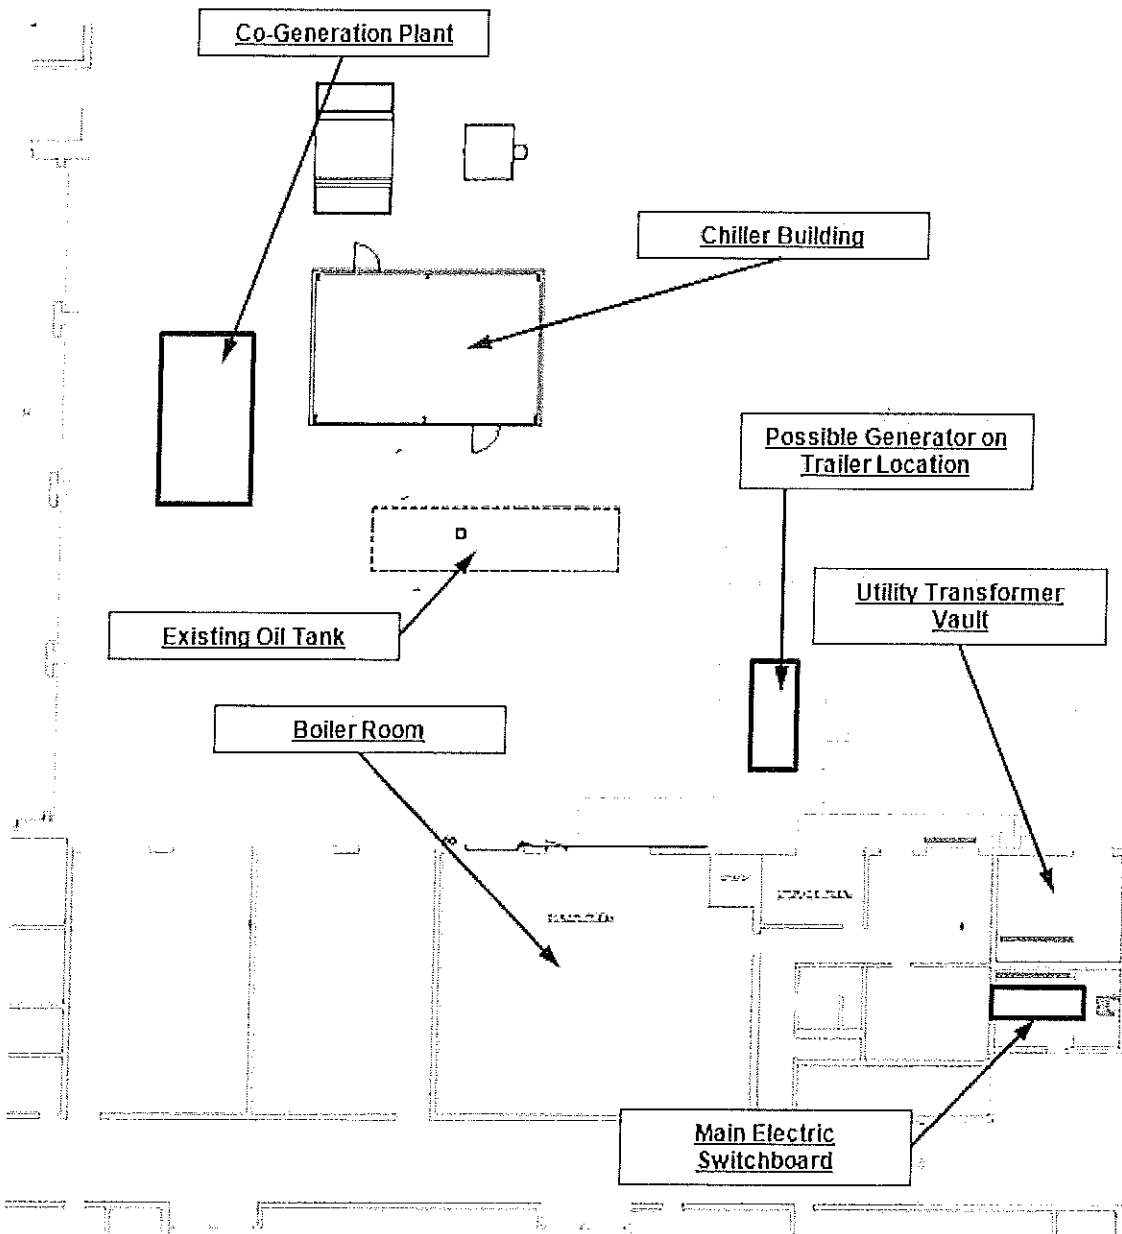 Co-Generation Plant
Chiller Building
Possible Generator on
Trailer Location
Utility Transformer
Vault
Existing Oil Tank
Boiler Room
Main Electric
Switchboard